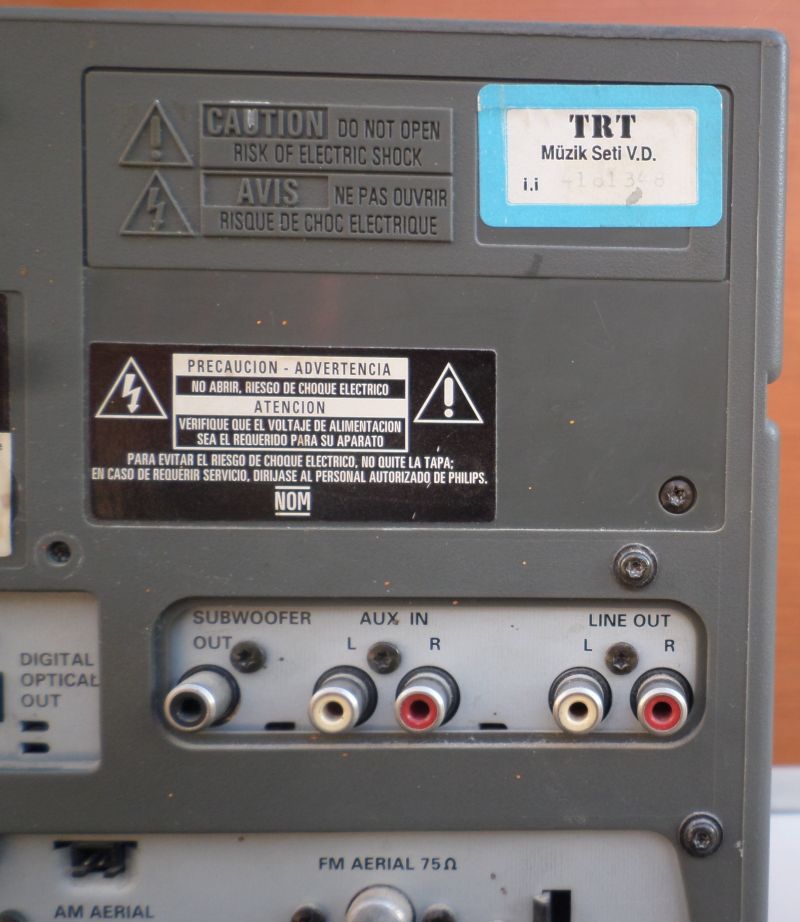 CAUTION DO NOT OPEN
RISK OF ELECTRIC SHOCK
AVIS NE PAS OUVRIR
RISQUE DE CHOC ELECTRIQUE
TRT
Müzik Seti V.D.
i.i
PRECAUCION - ADVERTENCIA
NO ABRIR, RIESGO DE CHOQUE ELECTRICO
ATENCION
VERIFIQUE QUE EL VOLTAJE DE ALIMENTACION
SEA EL REQUERIDO PARA SU APARATO
PARA EVITAR EL RIESGO DE CHOQUE ELECTRICO, NO QUITE LA TAPA;
EN CASO DE REQUERIR SERVICIO, DIRIJASE AL PERSONAL AUTORIZADO DE PHILIPS.
NOM
SUBWOOFER
OUT
AUX IN
L R
LINE OUT
L R
DIGITAL
OPTICAL
OUT
FM AERIAL 75Ω
AM AERIAL